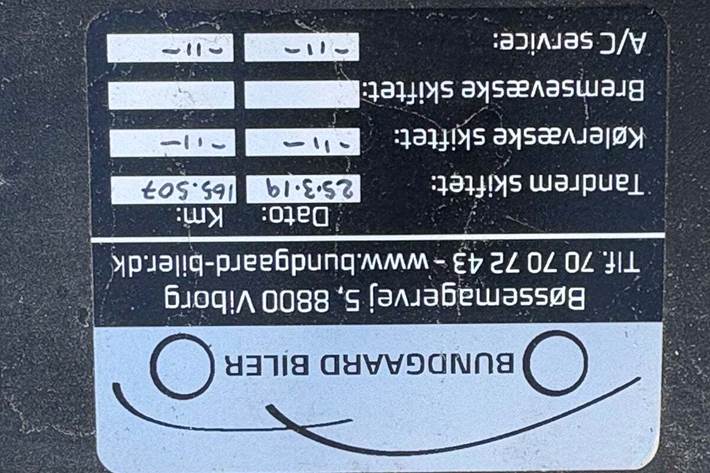 BUNDGAARD BILER
Bøssemagervej 5, 8800 Viborg
Tlf. 70 70 72 43 - www.bundgaard-biler.dk
Dato: Km:
Tandrem skiftet: 25.3.19 165.507
Kølervæske skiftet: -11- -11-
Bremsevæske skiftet:
A/C service: -11- -11-